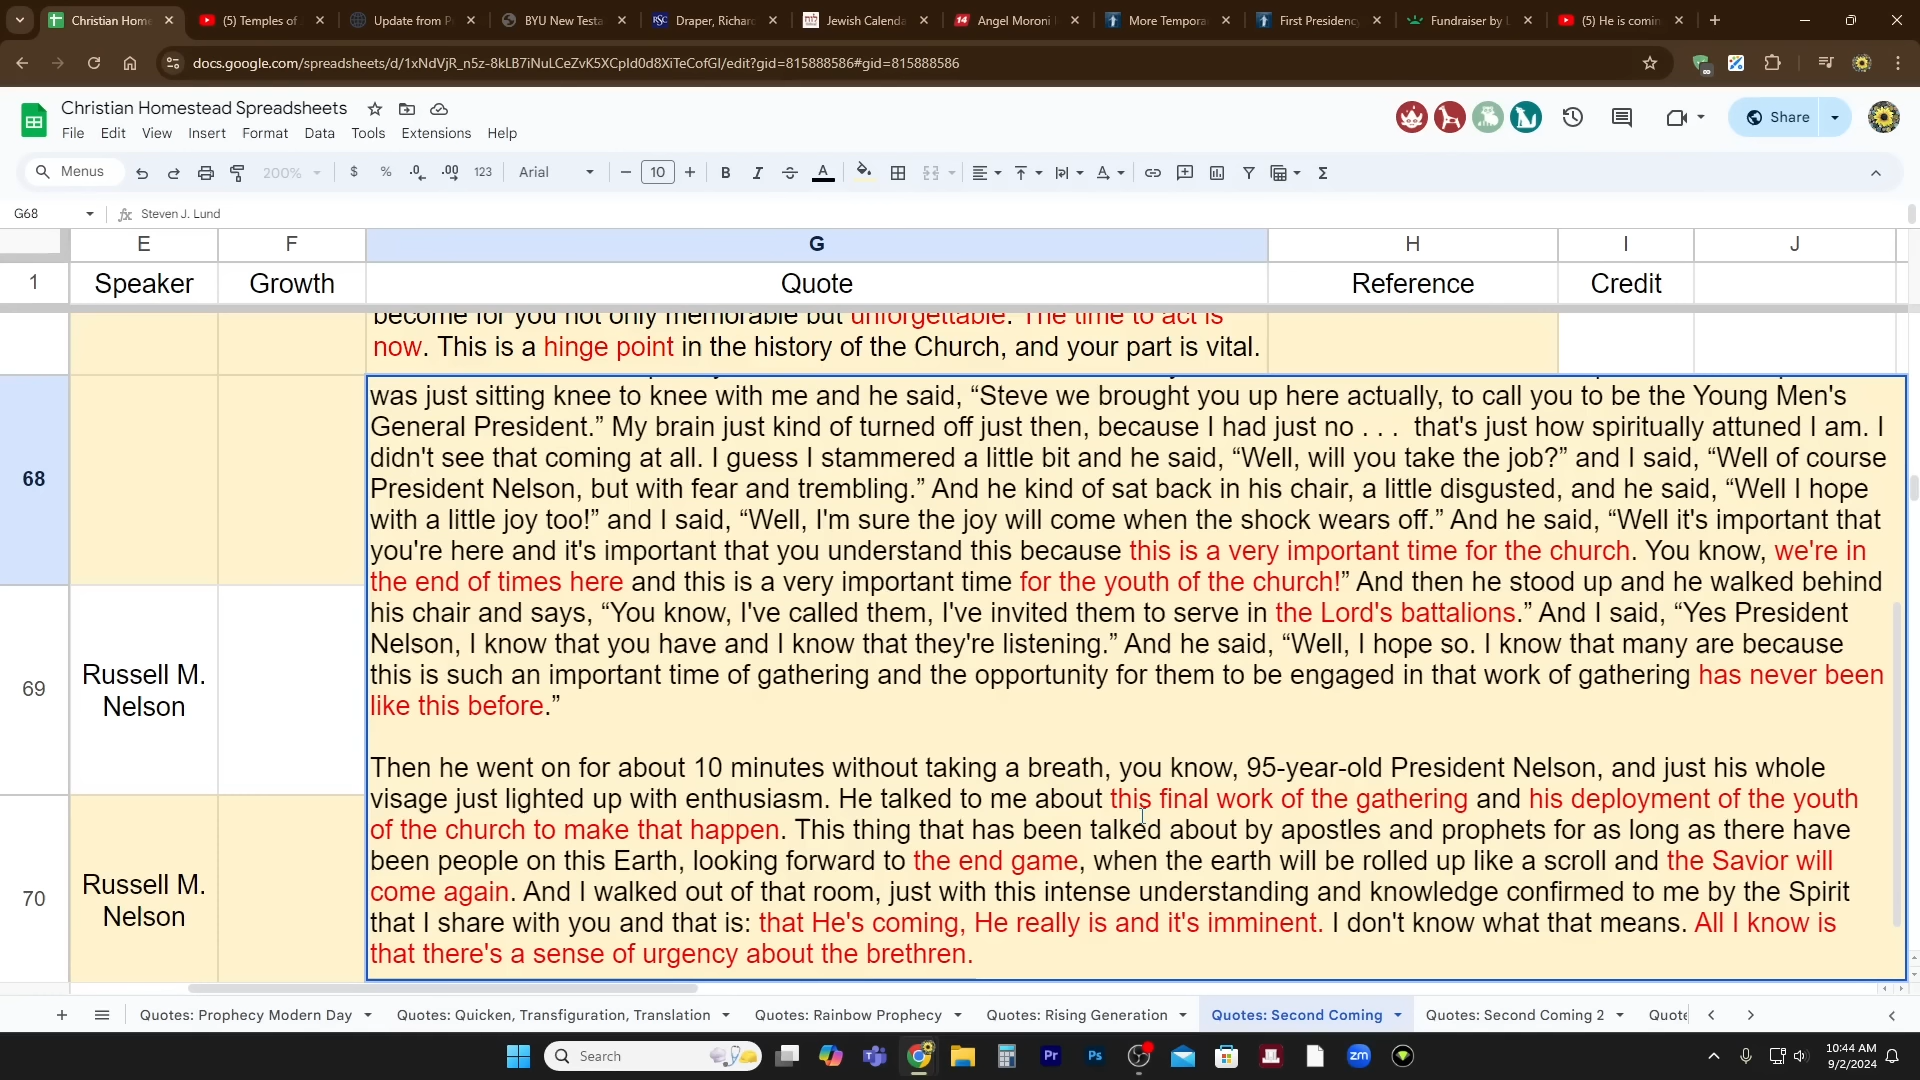 Christian Home
(5) Temples of
Update from P
BYU New Testa
Draper, Richar
Jewish Calenda
Angel Moroni
More Tempora
First Presidency
Fundraiser by L
(5) He is comin
docs.google.com/spreadsheets/d/1xNdVjR_n5z-8kLB7iNuLCeZvK5XCpId0d8XiTeCofGI/edit?gid=815888586#gid=815888586
Christian Homestead Spreadsheets
File Edit View Insert Format Data Tools Extensions Help
Share
Menus
200%
$ % .0 .00 123
Arial
10
G68
Steven J. Lund
E F G H I J
1 Speaker Growth Quote Reference Credit
become for you not only memorable but unforgettable. The time to act is
now. This is a hinge point in the history of the Church, and your part is vital.
68
was just sitting knee to knee with me and he said, “Steve we brought you up here actually, to call you to be the Young Men's
General President.” My brain just kind of turned off just then, because I had just no . . .  that's just how spiritually attuned I am. I
didn't see that coming at all. I guess I stammered a little bit and he said, “Well, will you take the job?” and I said, “Well of course
President Nelson, but with fear and trembling.” And he kind of sat back in his chair, a little disgusted, and he said, “Well I hope
with a little joy too!” and I said, “Well, I'm sure the joy will come when the shock wears off.” And he said, “Well it's important that
you're here and it's important that you understand this because this is a very important time for the church. You know, we're in
the end of times here and this is a very important time for the youth of the church!” And then he stood up and he walked behind
his chair and says, “You know, I've called them, I've invited them to serve in the Lord's battalions.” And I said, “Yes President
Nelson, I know that you have and I know that they're listening.” And he said, “Well, I hope so. I know that many are because
this is such an important time of gathering and the opportunity for them to be engaged in that work of gathering has never been
like this before.”
Then he went on for about 10 minutes without taking a breath, you know, 95-year-old President Nelson, and just his whole
visage just lighted up with enthusiasm. He talked to me about this final work of the gathering and his deployment of the youth
of the church to make that happen. This thing that has been talked about by apostles and prophets for as long as there have
been people on this Earth, looking forward to the end game, when the earth will be rolled up like a scroll and the Savior will
come again. And I walked out of that room, just with this intense understanding and knowledge confirmed to me by the Spirit
that I share with you and that is: that He's coming, He really is and it's imminent. I don't know what that means. All I know is
that there's a sense of urgency about the brethren.
69
Russell M.
Nelson
70
Russell M.
Nelson
Quotes: Prophecy Modern Day
Quotes: Quicken, Transfiguration, Translation
Quotes: Rainbow Prophecy
Quotes: Rising Generation
Quotes: Second Coming
Quotes: Second Coming 2
Quote
Search
Pr
Ps
zm
10:44 AM
9/2/2024